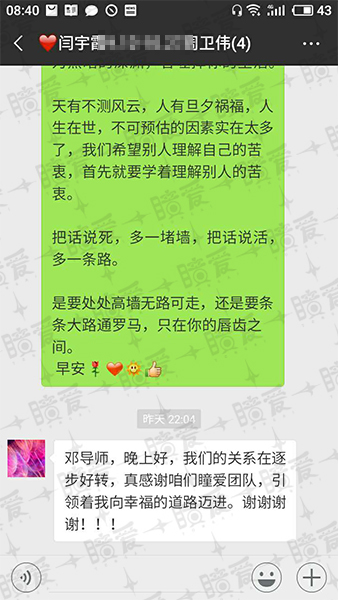 08:40 4G 43
闫宇霞 周卫伟(4)
天有不测风云，人有旦夕祸福，人
生在世，不可预估的因素实在太多
了，我们希望别人理解自己的苦
衷，首先就要学着理解别人的苦
衷。
把话说死，多一堵墙，把话说活，
多一条路。
是要处处高墙无路可走，还是要条
条大路通罗马，只在你的唇齿之
间。
早安🌹❤️🌞👍
昨天 22:04
邓导师，晚上好，我们的关系在逐
步好转，真感谢咱们瞳爱团队，引
领着我向幸福的道路迈进。谢谢谢
谢！！！
瞳爱